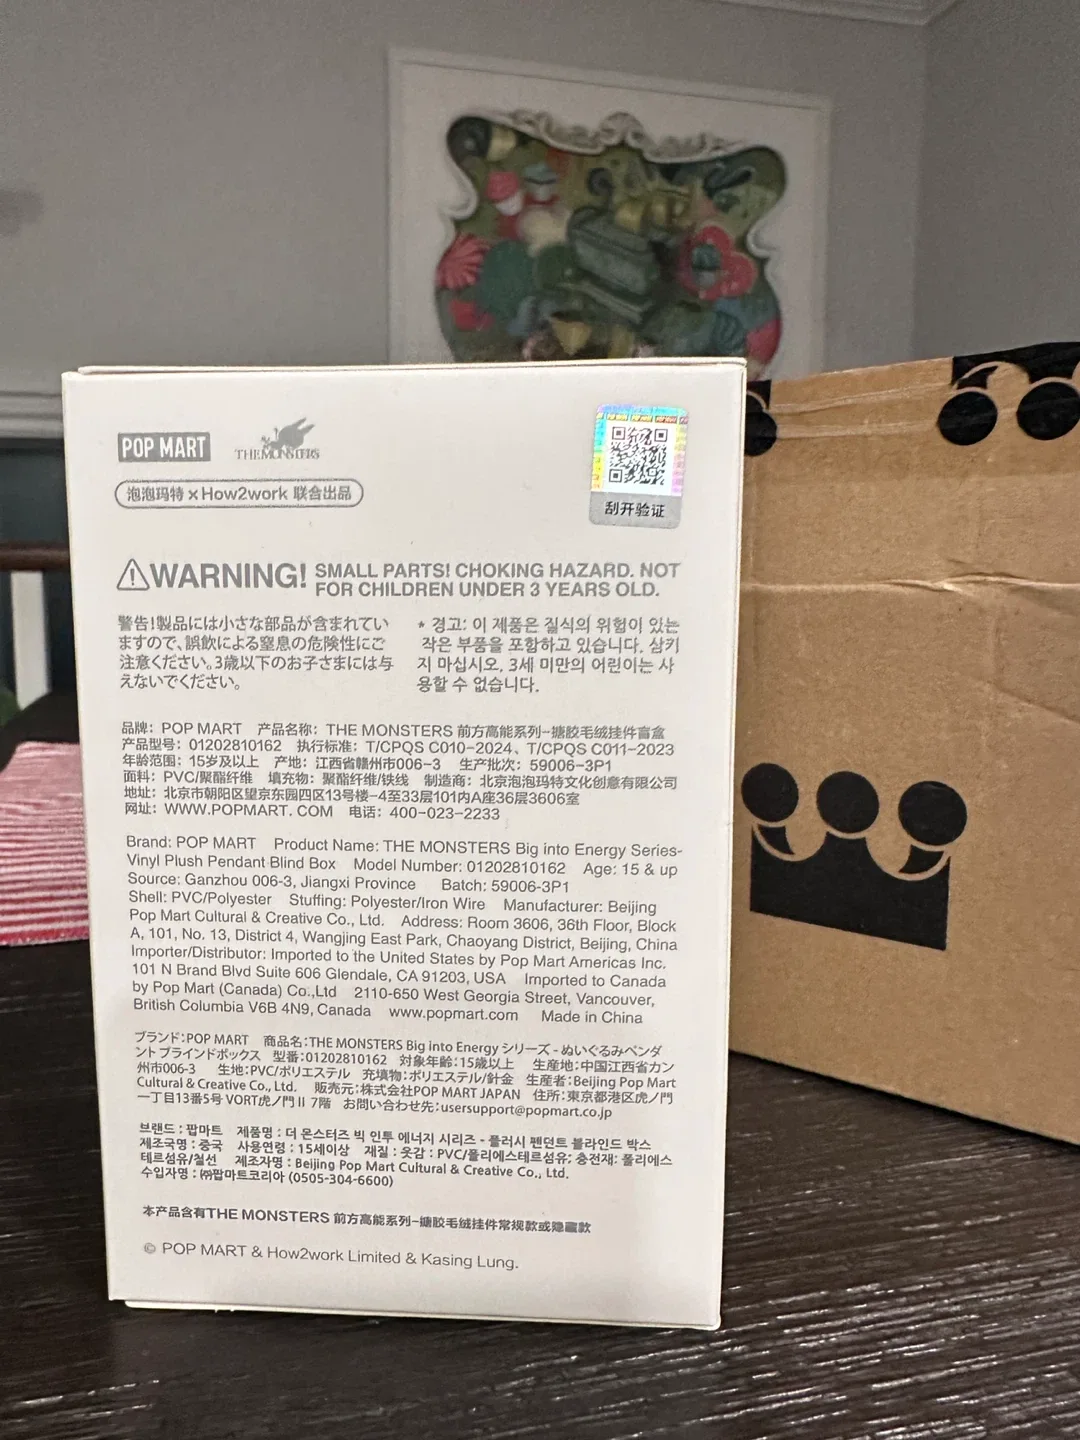 POP MART
THE MONSTERS
泡泡玛特 x How2work 联合出品
刮开验证
WARNING! SMALL PARTS! CHOKING HAZARD. NOT
FOR CHILDREN UNDER 3 YEARS OLD.
警告!製品には小さな部品が含まれてい
ますので、誤飲による窒息の危険性にご
注意ください。3歳以下のお子さまには与
えないでください。
* 경고: 이 제품은 질식의 위험이 있는
작은 부품을 포함하고 있습니다. 삼키
지 마십시오. 3세 미만의 어린이는 사
용할 수 없습니다.
品牌: POP MART 产品名称: THE MONSTERS 前方高能系列-搪胶毛绒挂件盲盒
产品型号: 01202810162 执行标准: T/CPQS C010-2024、T/CPQS C011-2023
年龄范围: 15岁及以上 产地: 江西省赣州市006-3 生产批次: 59006-3P1
面料: PVC/聚酯纤维 填充物: 聚酯纤维/铁线 制造商: 北京泡泡玛特文化创意有限公司
地址: 北京市朝阳区望京东园四区13号楼-4至33层101内A座36层3606室
网址: WWW.POPMART.COM 电话: 400-023-2233
Brand: POP MART Product Name: THE MONSTERS Big into Energy Series-
Vinyl Plush Pendant Blind Box Model Number: 01202810162 Age: 15 & up
Source: Ganzhou 006-3, Jiangxi Province Batch: 59006-3P1
Shell: PVC/Polyester Stuffing: Polyester/Iron Wire Manufacturer: Beijing
Pop Mart Cultural & Creative Co., Ltd. Address: Room 3606, 36th Floor, Block
A, 101, No. 13, District 4, Wangjing East Park, Chaoyang District, Beijing, China
Importer/Distributor: Imported to the United States by Pop Mart Americas Inc.
101 N Brand Blvd Suite 606 Glendale, CA 91203, USA Imported to Canada
by Pop Mart (Canada) Co.,Ltd 2110-650 West Georgia Street, Vancouver,
British Columbia V6B 4N9, Canada www.popmart.com Made in China
ブランド:POP MART 商品名:THE MONSTERS Big into Energy シリーズ - ぬいぐるみペンダ
ント ブラインドボックス 型番:01202810162 対象年齢:15歳以上 生産地:中国江西省カン
州市006-3 生地:PVC/ポリエステル 充填物:ポリエステル/針金 生産者:Beijing Pop Mart
Cultural & Creative Co., Ltd. 販売元:株式会社POP MART JAPAN 住所:東京都港区虎ノ門
一丁目13番5号 VORT虎ノ門Ⅱ 7階 お問い合わせ先:usersupport@popmart.co.jp
브랜드 : 팝마트 제품명 : 더 몬스터즈 빅 인투 에너지 시리즈 - 플러시 펜던트 블라인드 박스
제조국명 : 중국 사용연령 : 15세이상 재질 : 옷감 : PVC/폴리에스테르섬유; 충전재: 폴리에스
테르섬유/철선 제조자명 : Beijing Pop Mart Cultural & Creative Co., Ltd.
수입자명 : ㈜팝마트코리아 (0505-304-6600)
本产品含有THE MONSTERS 前方高能系列-搪胶毛绒挂件常规款或隐藏款
© POP MART & How2work Limited & Kasing Lung.